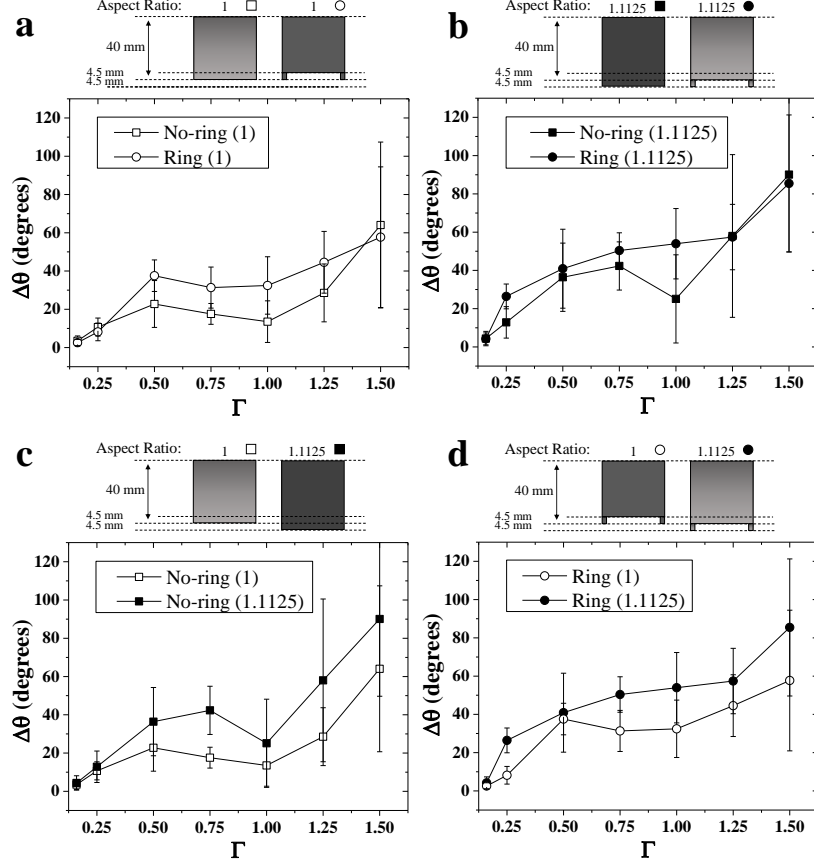 a
Aspect Ratio: 1 1
40 mm
4.5 mm
4.5 mm
No-ring (1)
Ring (1)
120
100
80
60
40
20
0
Δθ (degrees)
0.25 0.50 0.75 1.00 1.25 1.50
Γ
b
Aspect Ratio: 1.1125 1.1125
40 mm
4.5 mm
4.5 mm
No-ring (1.1125)
Ring (1.1125)
120
100
80
60
40
20
0
Δθ (degrees)
0.25 0.50 0.75 1.00 1.25 1.50
Γ
c
Aspect Ratio: 1 1.1125
40 mm
4.5 mm
4.5 mm
No-ring (1)
No-ring (1.1125)
120
100
80
60
40
20
0
Δθ (degrees)
0.25 0.50 0.75 1.00 1.25 1.50
Γ
d
Aspect Ratio: 1 1.1125
40 mm
4.5 mm
4.5 mm
Ring (1)
Ring (1.1125)
120
100
80
60
40
20
0
Δθ (degrees)
0.25 0.50 0.75 1.00 1.25 1.50
Γ